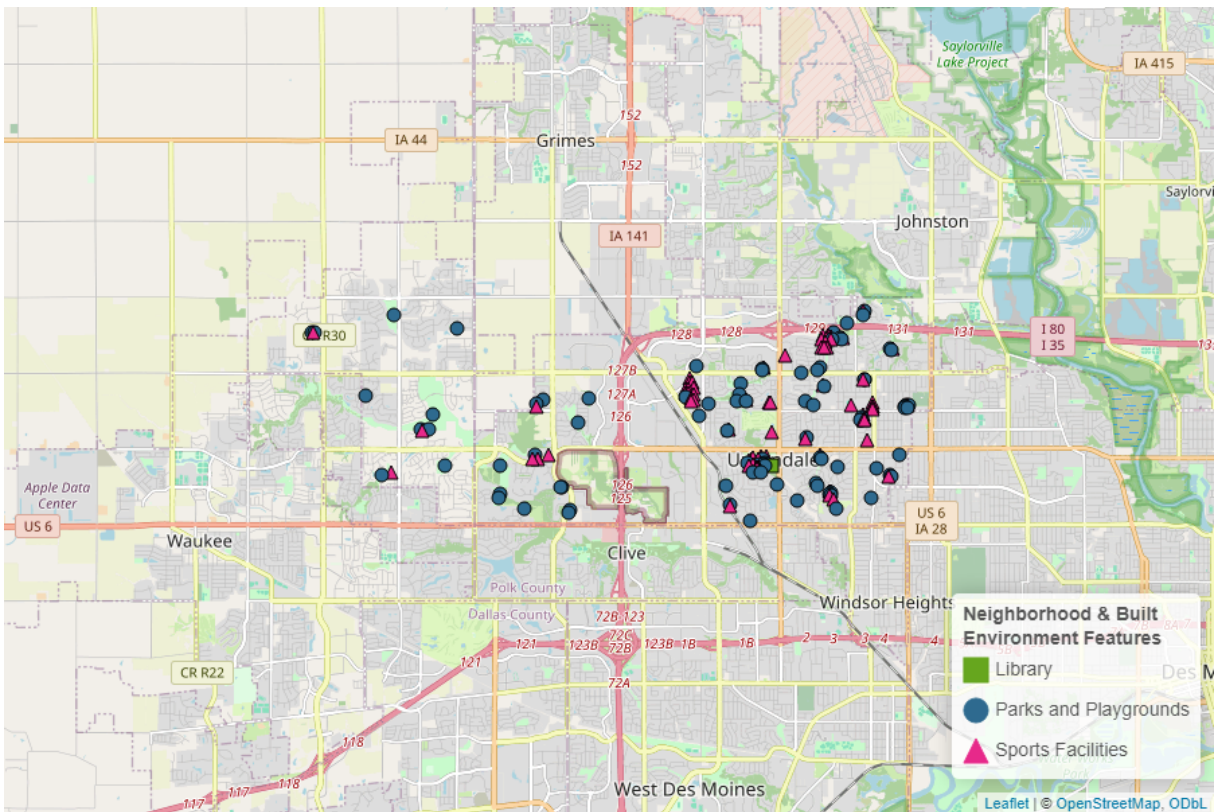 Saylorville
Lake Project
IA 415
152
IA 44
Grimes
152
Johnston
IA 141
128
128
129
131
131
I 80
I 35
R30
127B
127A
126
Apple Data
Center
126
125
US 6
US 6
IA 28
Waukee
Clive
Polk County
Dallas County
Windsor Heights
72B
123
121
123B
72C
72B
123B
1B
1B
2
3
3
4
4
121
CR R22
72A
118
118
117
117
West Des Moines
Neighborhood & Built
Environment Features
Library
Parks and Playgrounds
Sports Facilities
Leaflet | © OpenStreetMap, ODbL